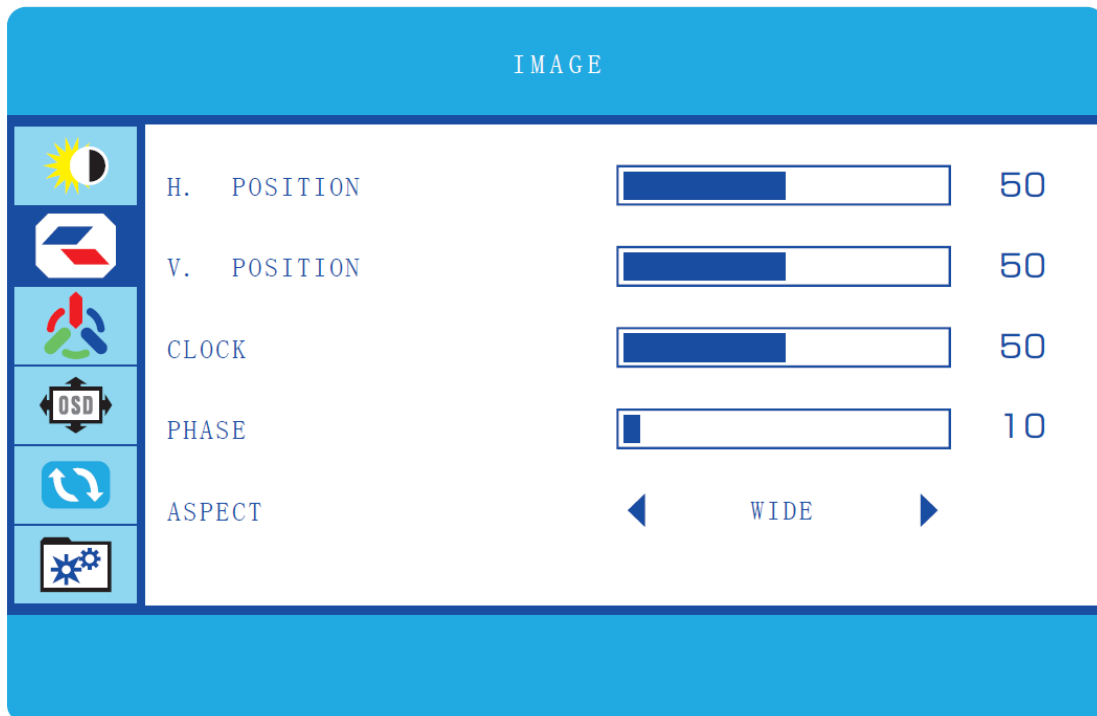 IMAGE
H. POSITION 50
V. POSITION 50
CLOCK 50
PHASE 10
OSD
ASPECT WIDE